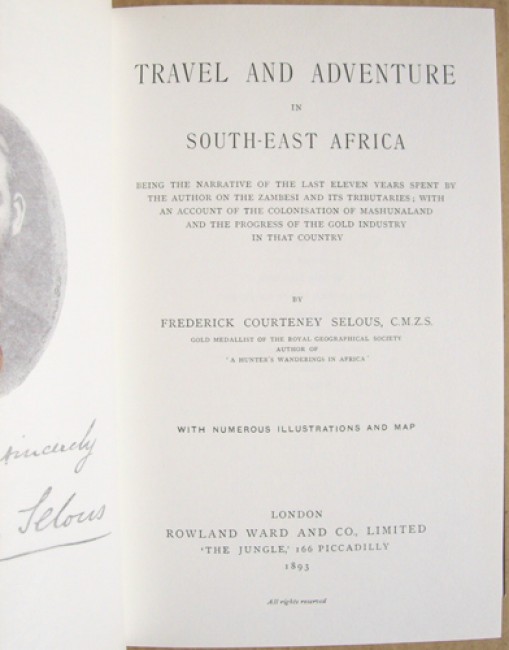 TRAVEL AND ADVENTURE
IN
SOUTH-EAST AFRICA
BEING THE NARRATIVE OF THE LAST ELEVEN YEARS SPENT BY
THE AUTHOR ON THE ZAMBESI AND ITS TRIBUTARIES; WITH
AN ACCOUNT OF THE COLONISATION OF MASHUNALAND
AND THE PROGRESS OF THE GOLD INDUSTRY
IN THAT COUNTRY
BY
FREDERICK COURTENEY SELOUS, C.M.Z.S.
GOLD MEDALLIST OF THE ROYAL GEOGRAPHICAL SOCIETY
AUTHOR OF
'A HUNTER'S WANDERINGS IN AFRICA'
WITH NUMEROUS ILLUSTRATIONS AND MAP
LONDON
ROWLAND WARD AND CO., LIMITED
'THE JUNGLE,' 166 PICCADILLY
1893
All rights reserved
sincerely
Selous